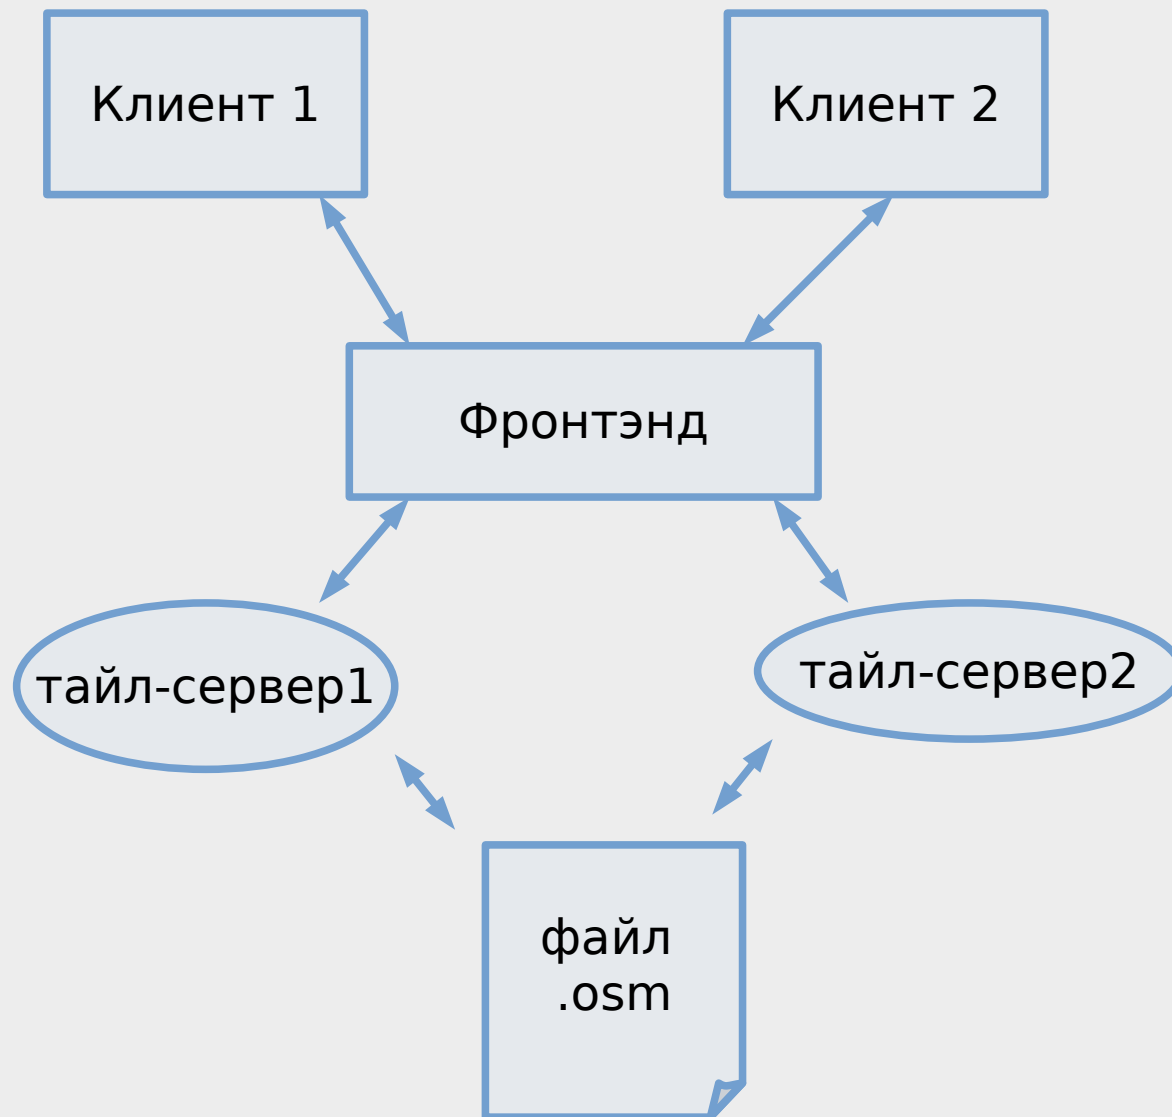 Клиент 1
Клиент 2
Фронтэнд
тайл-сервер1
тайл-сервер2
файл
.osm